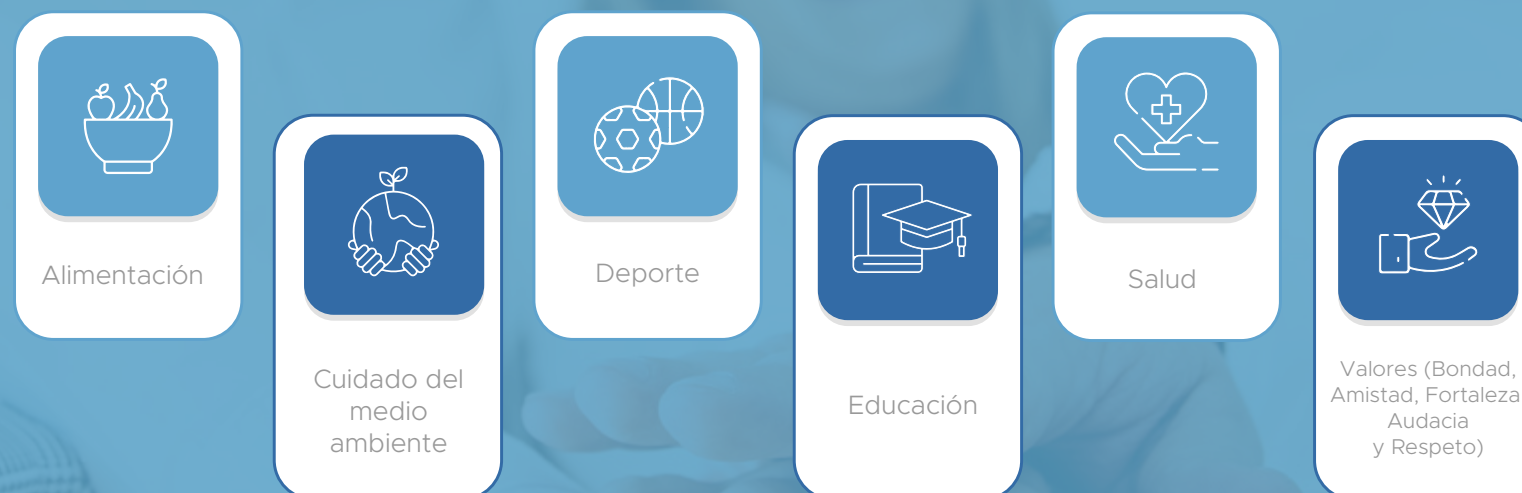 Alimentación
Cuidado del
medio
ambiente
Deporte
Educación
Salud
Valores (Bondad,
Amistad, Fortaleza
Audacia
y Respeto)